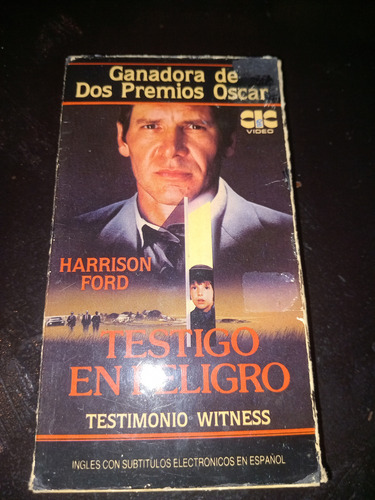 Ganadora de
Dos Premios Oscar
CIC
VIDEO
HARRISON
FORD
TESTIGO
EN PELIGRO
TESTIMONIO WITNESS
INGLES CON SUBTITULOS ELECTRONICOS EN ESPAÑOL